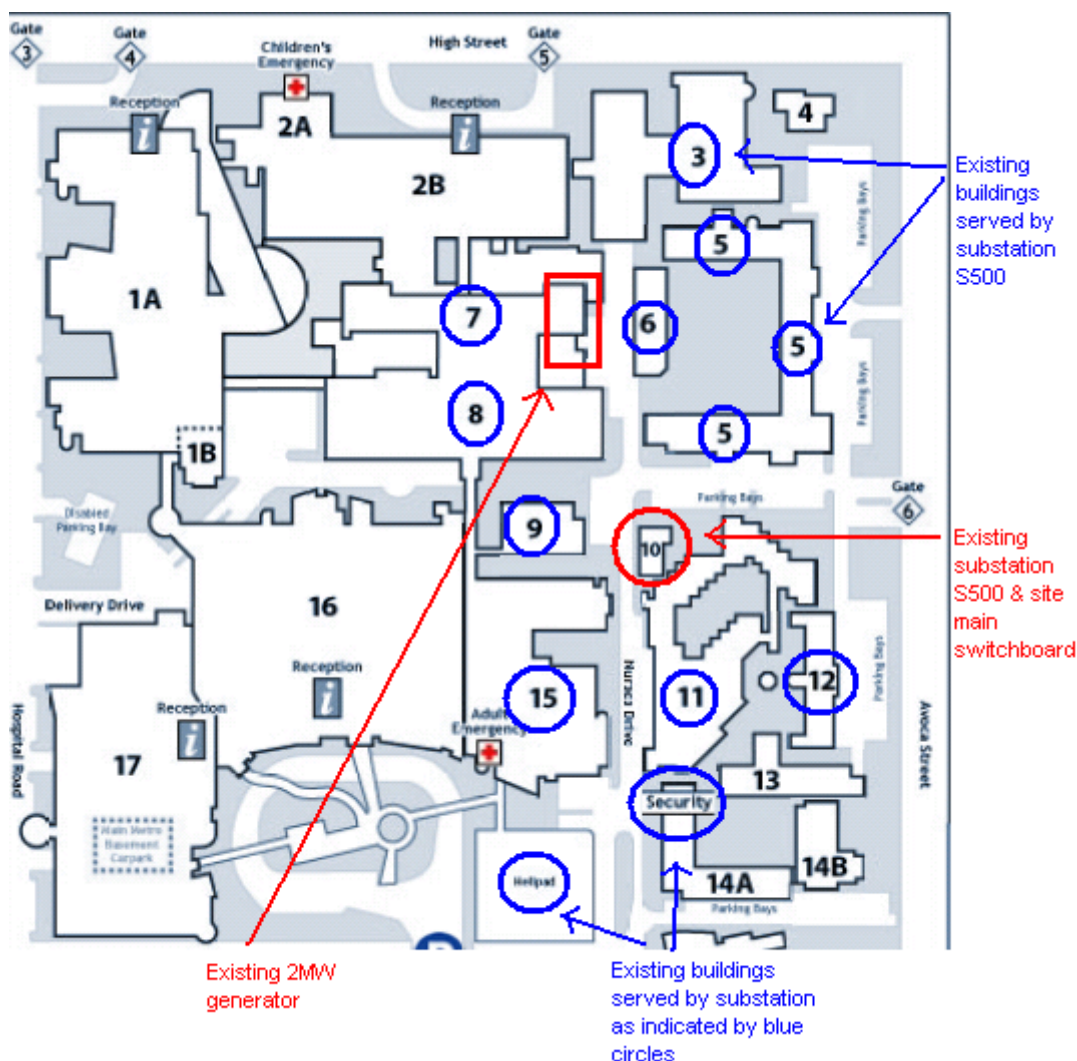 Gate
3
Gate
4
Children's
Emergency
High Street
Gate
5
Reception
Reception
2A
4
3
2B
Existing
buildings
served by
substation
S500
Parking Bays
5
1A
7
6
5
Parking Bays
8
5
1B
Disabled
Parking Bay
Parking Bays
Gate
6
9
10
Existing
substation
S500 & site
main
switchboard
Delivery Drive
16
Reception
Parking Bays
12
11
15
Adult
Emergency
Avoca Street
Hospital Road
Reception
17
13
Security
Main Metro
Basement
Carpark
14B
14A
Helipad
Parking Bays
Existing 2MW
generator
Existing buildings
served by substation
as indicated by blue
circles